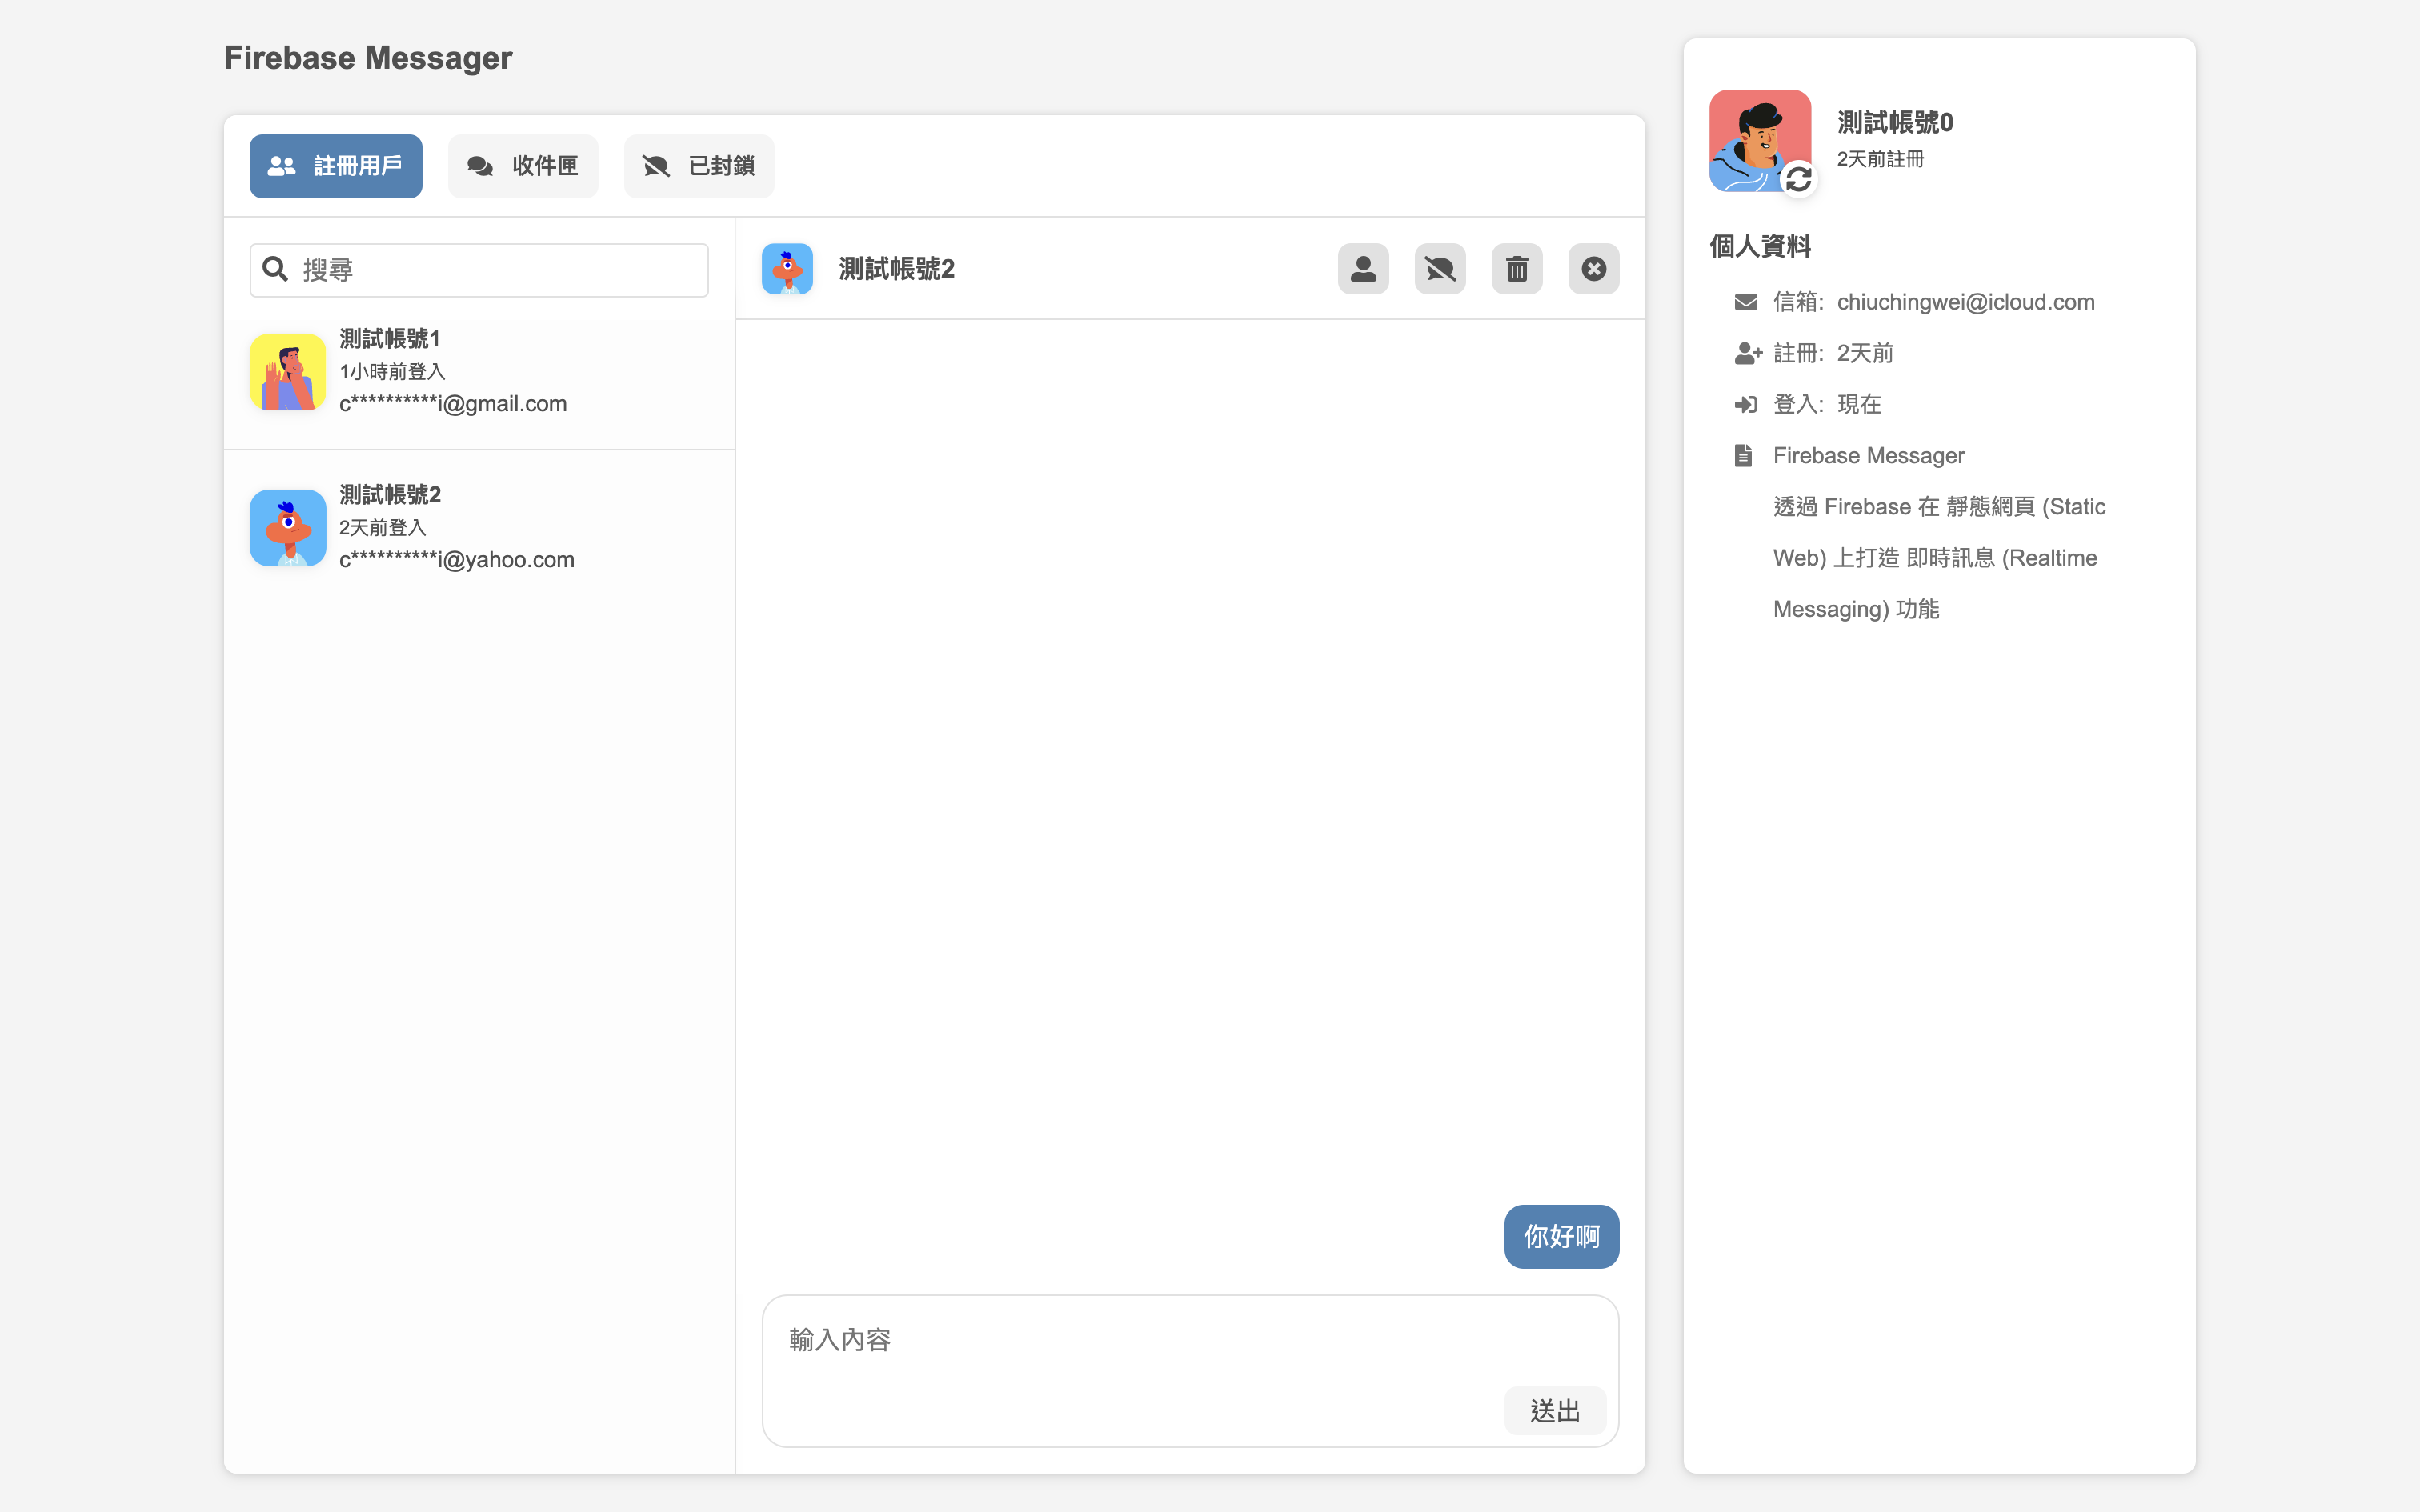 Firebase Messager
註冊用戶
收件匣
已封鎖
搜尋
測試帳號1
1小時前登入
c**********i@gmail.com
測試帳號2
2天前登入
c**********i@yahoo.com
測試帳號2
你好啊
輸入內容
送出
測試帳號0
2天前註冊
個人資料
信箱: chiuchingwei@icloud.com
註冊: 2天前
登入: 現在
Firebase Messager
透過 Firebase 在 靜態網頁 (Static
Web) 上打造 即時訊息 (Realtime
Messaging) 功能